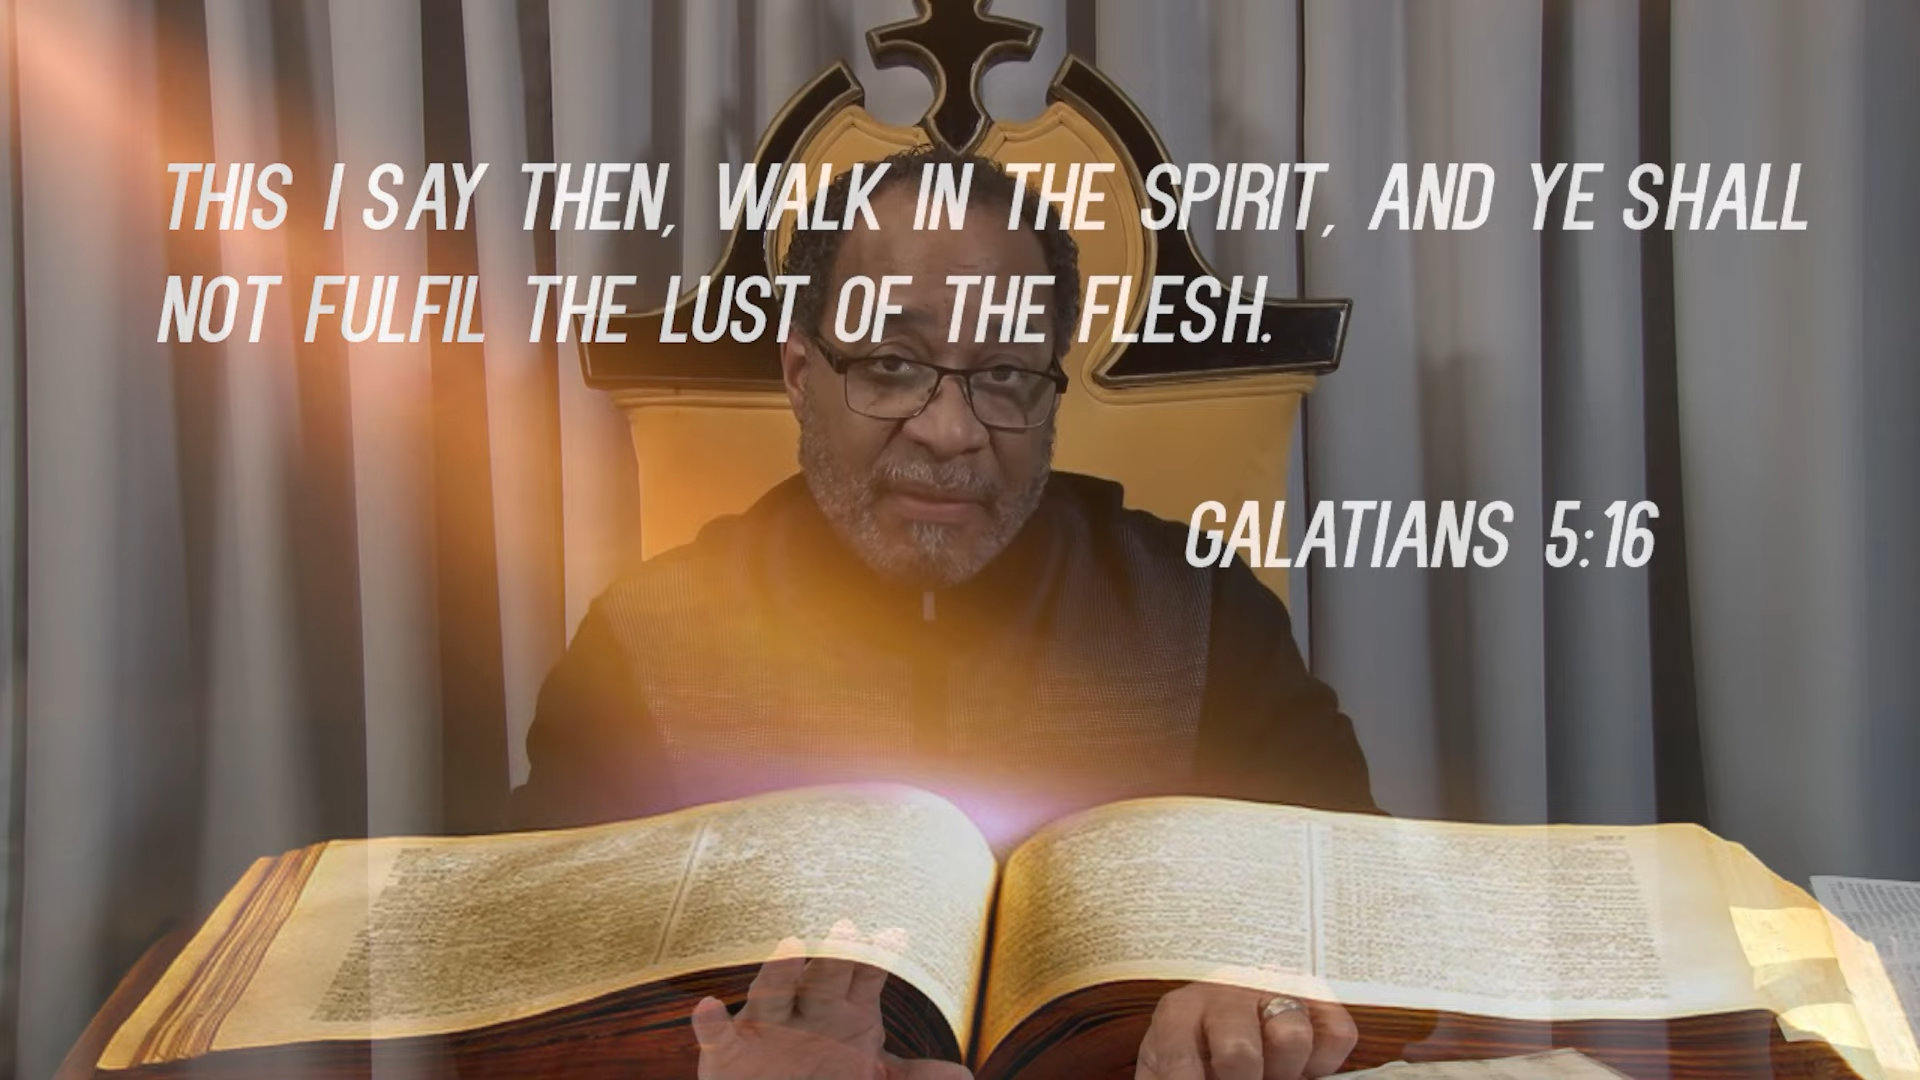 THIS I SAY THEN, WALK IN THE SPIRIT, AND YE SHALL
NOT FULFIL THE LUST OF THE FLESH.
GALATIANS 5:16